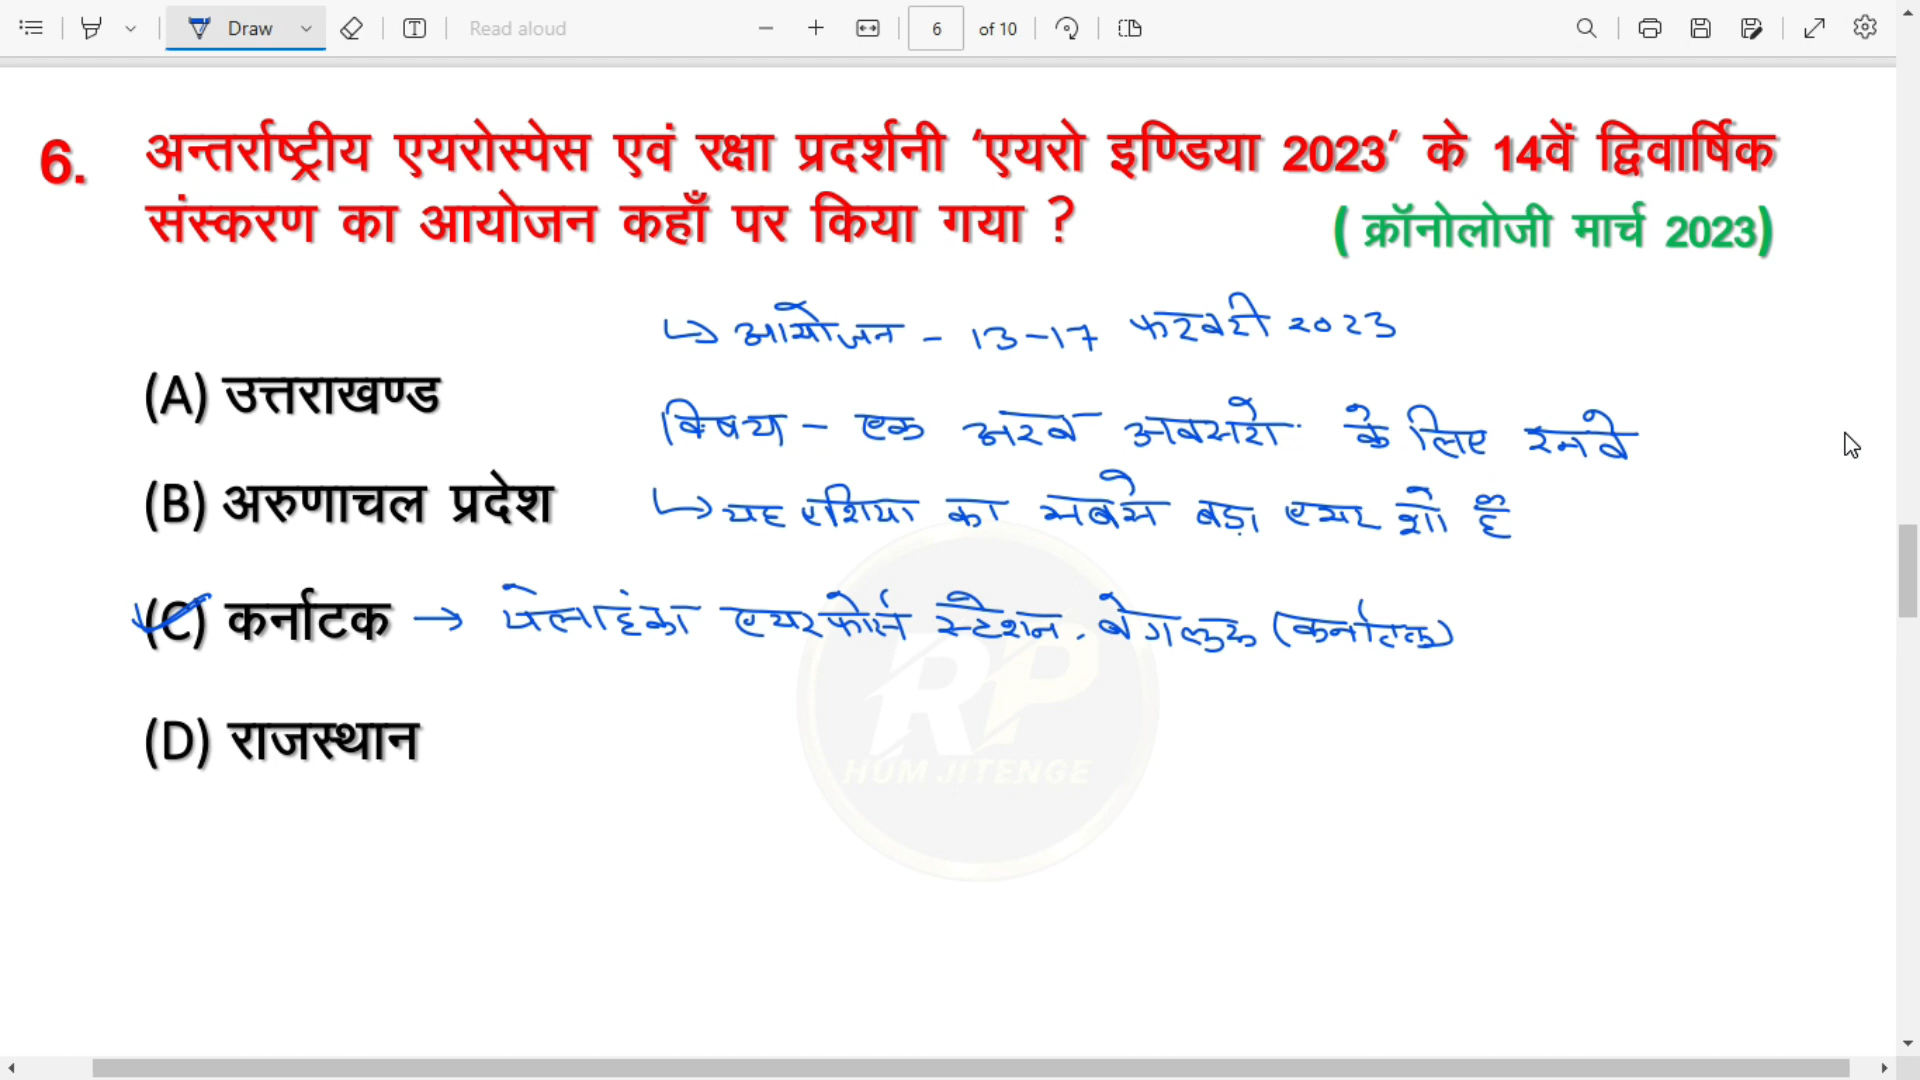 Draw
Read aloud
6
of 10
6. अन्तर्राष्ट्रीय एयरोस्पेस एवं रक्षा प्रदर्शनी ‘एयरो इण्डिया 2023’ के 14वें द्विवार्षिक
संस्करण का आयोजन कहाँ पर किया गया ?
( क्रॉनोलोजी मार्च 2023)
↳ आयोजन - 13-17 फरवरी 2023
(A) उत्तराखण्ड
विषय - एक अरब अवसरों के लिए रनवे
(B) अरुणाचल प्रदेश
↳ यह एशिया का सबसे बड़ा एयर शो है
(C) कर्नाटक → येलाहंका एयरफोर्स स्टेशन, बेंगलुरु (कर्नाटक)
(D) राजस्थान
RP
HUM JITENGE